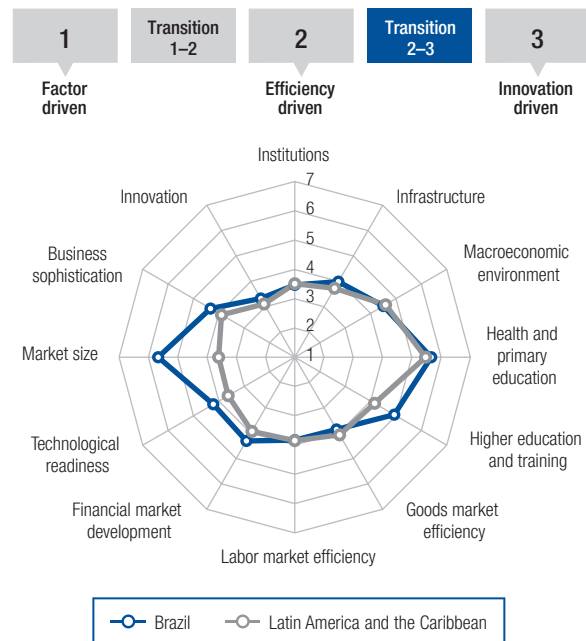 1
Transition
1–2
2
Transition
2–3
3
Factor
driven
Efficiency
driven
Innovation
driven
Institutions
7
Innovation
Infrastructure
6
5
Business
sophistication
Macroeconomic
environment
4
3
2
Market size
1
Health and
primary
education
Technological
readiness
Higher education
and training
Financial market
development
Goods market
efficiency
Labor market efficiency
Brazil
Latin America and the Caribbean